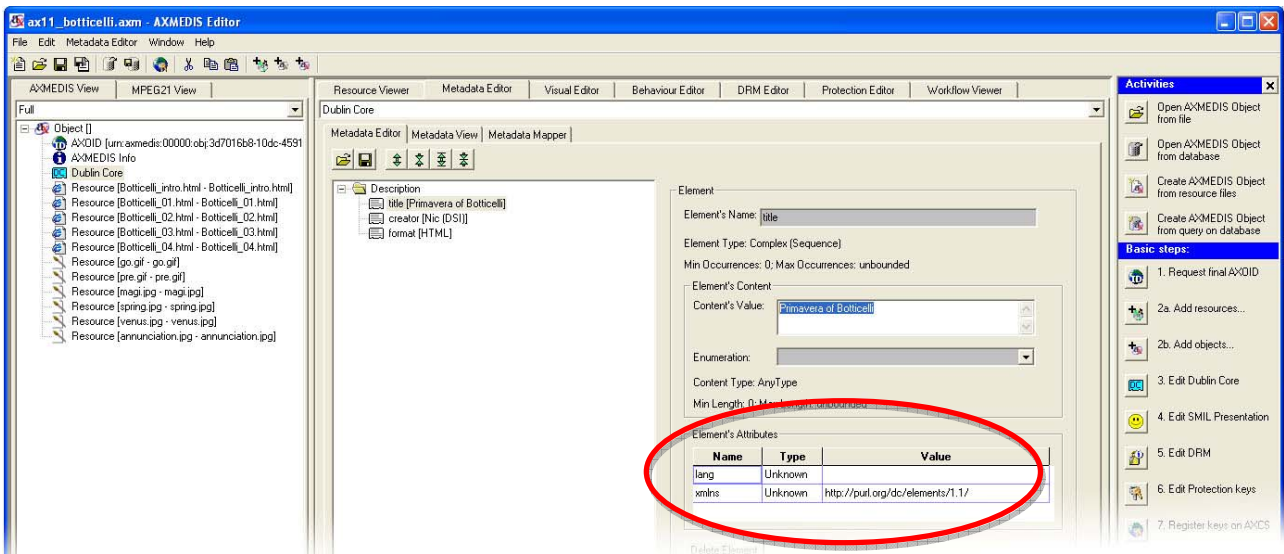 ax11_botticelli.axm - AXMEDIS Editor
File Edit Metadata Editor Window Help
AXMEDIS View MPEG21 View
Full
Object []
AXOID [urn:axmedis:00000:obj:3d7016b8-10dc-4591
AXMEDIS Info
Dublin Core
Resource [Botticelli_intro.html - Botticelli_intro.html]
Resource [Botticelli_01.html - Botticelli_01.html]
Resource [Botticelli_02.html - Botticelli_02.html]
Resource [Botticelli_03.html - Botticelli_03.html]
Resource [Botticelli_04.html - Botticelli_04.html]
Resource [go.gif - go.gif]
Resource [pre.gif - pre.gif]
Resource [magi.jpg - magi.jpg]
Resource [spring.jpg - spring.jpg]
Resource [venus.jpg - venus.jpg]
Resource [annunciation.jpg - annunciation.jpg]
Resource Viewer Metadata Editor Visual Editor Behaviour Editor DRM Editor Protection Editor Workflow Viewer
Dublin Core
Metadata Editor Metadata View Metadata Mapper
Description
title [Primavera of Botticelli]
creator [Nic (DSI)]
format [HTML]
Element
Element's Name: title
Element Type: Complex (Sequence)
Min Occurrences: 0; Max Occurrences: unbounded
Element's Content
Content's Value: Primavera of Botticelli
Enumeration:
Content Type: AnyType
Min Length: 0; Max Length: unbounded
Element's Attributes
Name Type Value
lang Unknown
xmlns Unknown http://purl.org/dc/elements/1.1/
Delete Element
Activities
Open AXMEDIS Object
from file
Open AXMEDIS Object
from database
Create AXMEDIS Object
from resource files
Create AXMEDIS Object
from query on database
Basic steps:
1. Request final AXOID
2a. Add resources...
2b. Add objects...
3. Edit Dublin Core
4. Edit SMIL Presentation
5. Edit DRM
6. Edit Protection keys
7. Register keys on AXCS